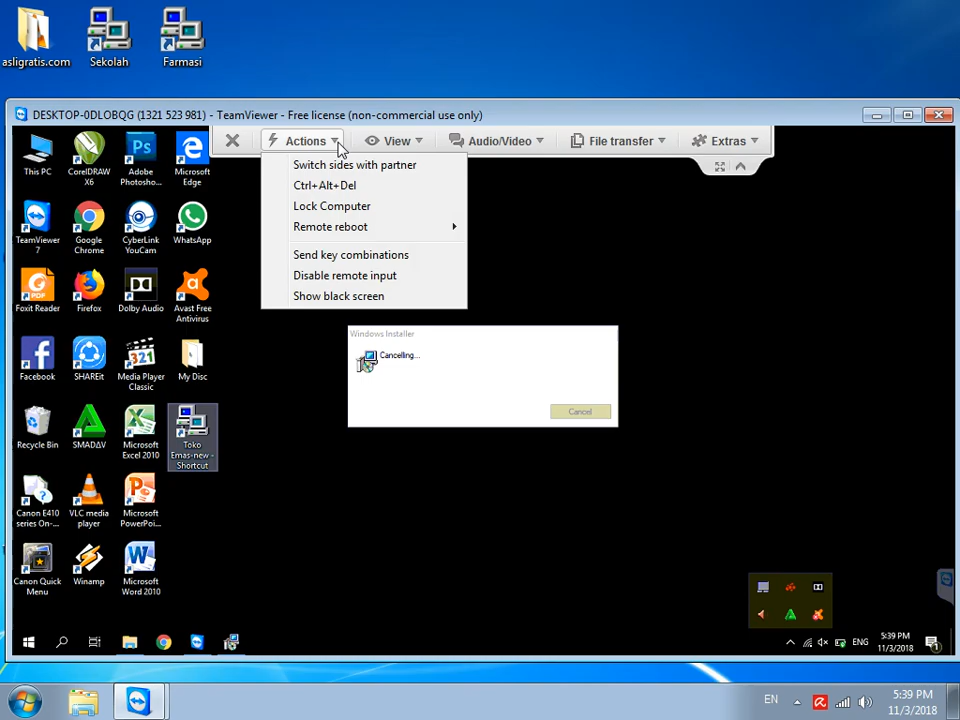 asligratis.com
Sekolah
Farmasi
DESKTOP-0DLOBQG (1321 523 981) - TeamViewer - Free license (non-commercial use only)
Actions
View
Audio/Video
File transfer
Extras
Switch sides with partner
Ctrl+Alt+Del
Lock Computer
Remote reboot
Send key combinations
Disable remote input
Show black screen
This PC
CorelDRAW
X6
Adobe
Photosho...
Microsoft
Edge
TeamViewer
7
Google
Chrome
CyberLink
YouCam
WhatsApp
Foxit Reader
Firefox
Dolby Audio
Avast Free
Antivirus
Facebook
SHAREit
Media Player
Classic
My Disc
Recycle Bin
SMADΔV
Microsoft
Excel 2010
Toko
Emas-new -
Shortcut
Canon E410
series On-...
VLC media
player
Microsoft
PowerPoi...
Canon Quick
Menu
Winamp
Microsoft
Word 2010
Windows Installer
Cancelling...
Cancel
ENG
5:39 PM
11/3/2018
EN
5:39 PM
11/3/2018